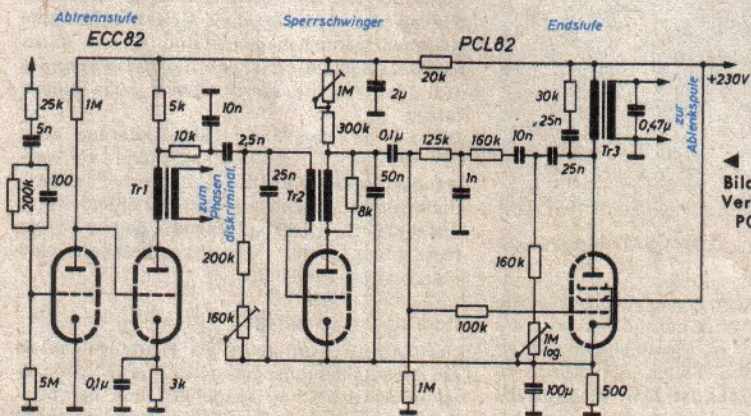 Abtrennstufe
Sperrschwinger
Endstufe
ECC82
PCL82
+230V
20k
25k
1M
5k
10n
1M
2µ
30k
5n
10k
2,5n
300k
0,1µ
125k
160k
10n
25n
25n
0,47µ
zur
Ablenkspule
Tr3
200k
100
Tr1
zum
Phasen
diskriminat.
25n
Tr2
8k
50n
1n
200k
160k
160k
100k
1M
log.
5M
0,1µ
3k
1M
100µ
500
Bild
Ver